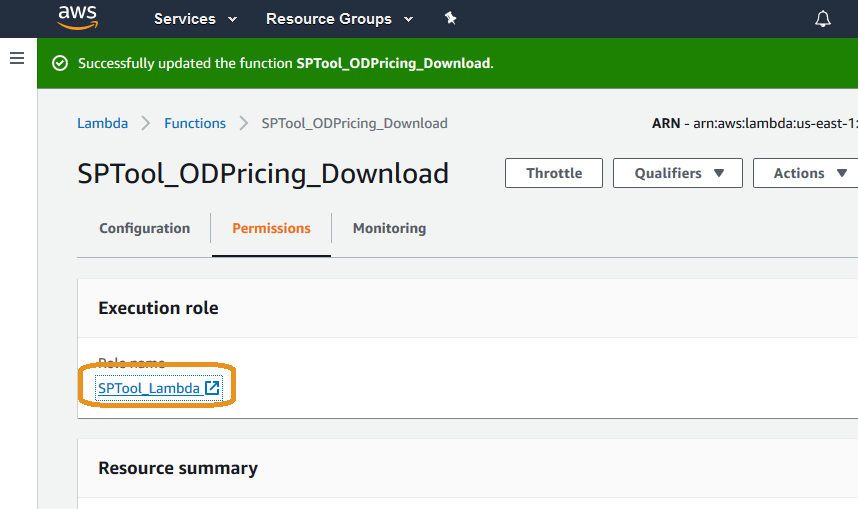 aws Services Resource Groups
Successfully updated the function SPTool_ODPricing_Download.
Lambda Functions SPTool_ODPricing_Download ARN - arn:aws:lambda:us-east-1:
SPTool_ODPricing_Download Throttle Qualifiers Actions
Configuration Permissions Monitoring
Execution role
Role name
SPTool_Lambda
Resource summary